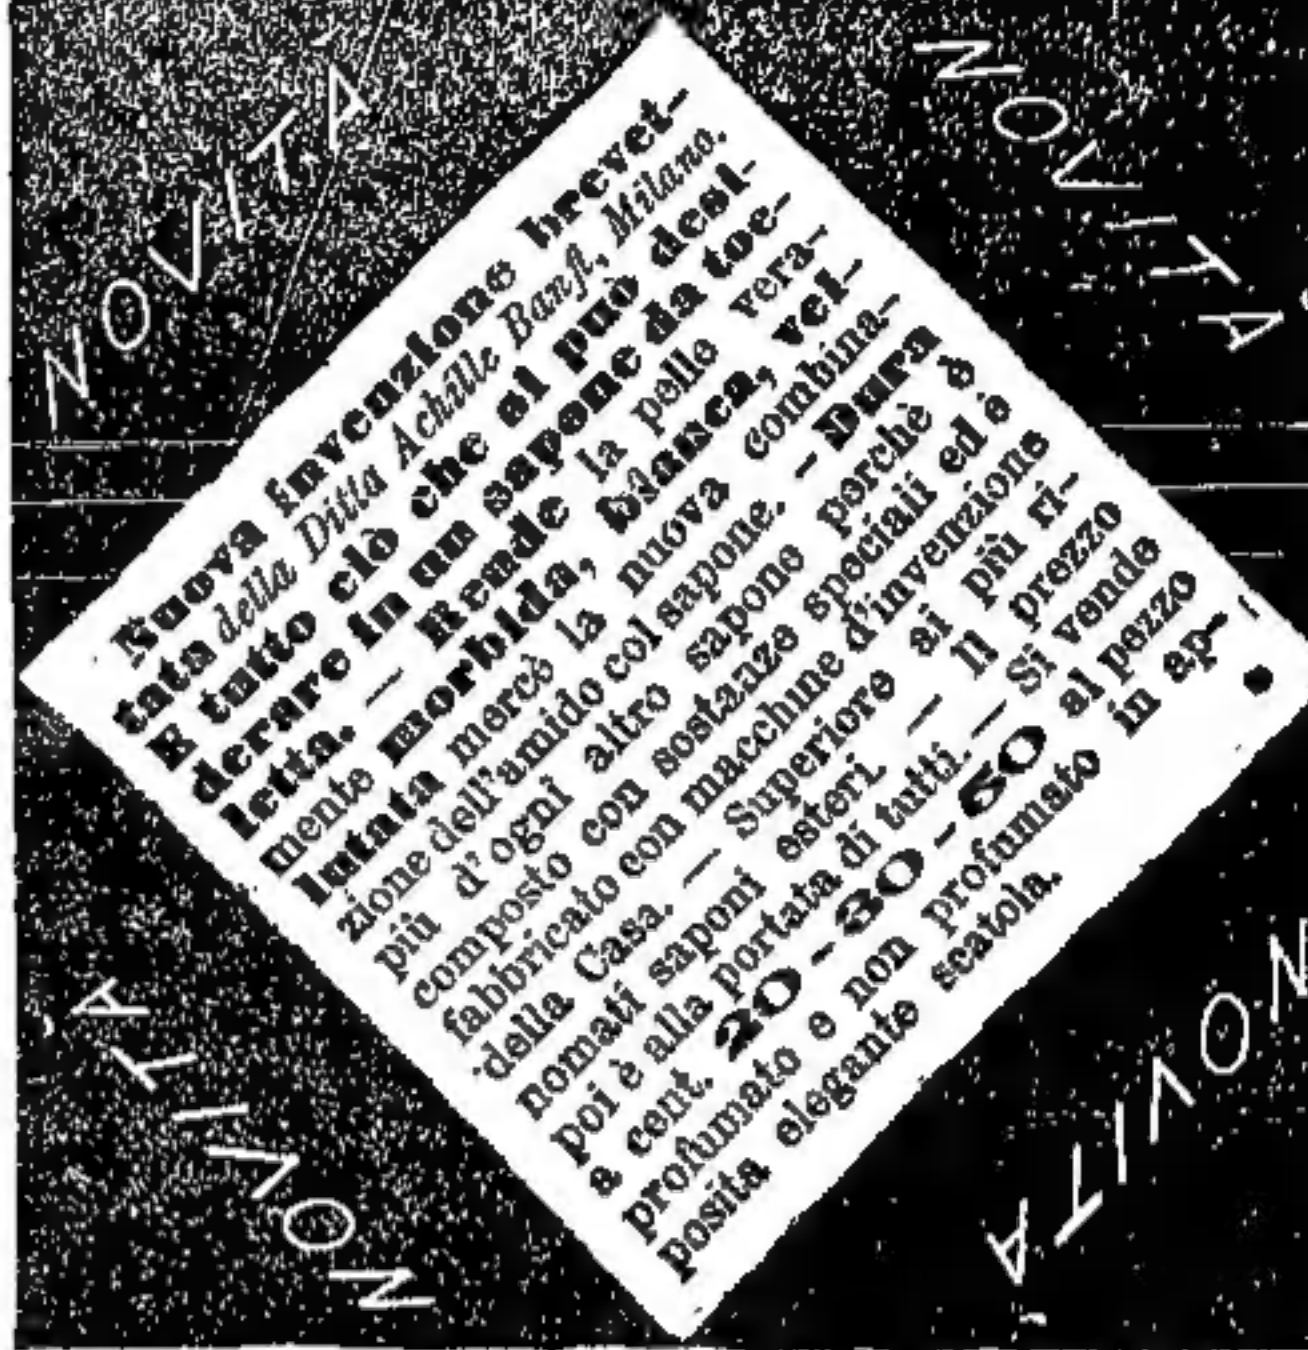 NOVITÀ
NOVITÀ
Nuova invenzione brevet-
tata della Ditta Achille Banfi, Milano.
E tutto ciò che si può desi-
derare in un sapone da toe-
letta. — Rende la pelle vera-
mente morbida, bianca, vel-
lutata mercè la nuova combina-
zione dell'amido col sapone. — Dura
più d'ogni altro sapone perchè è
composto con sostanze speciali ed è
fabbricato con macchine d'invenzione
della Casa. — Superiore ai più ri-
nomati saponi esteri. — Il prezzo
poi è alla portata di tutti. — Si vende
a cent. 20-30-50 al pezzo
profumato e non profumato in ap-
posita elegante scatola.
NOVITA
NOVITA